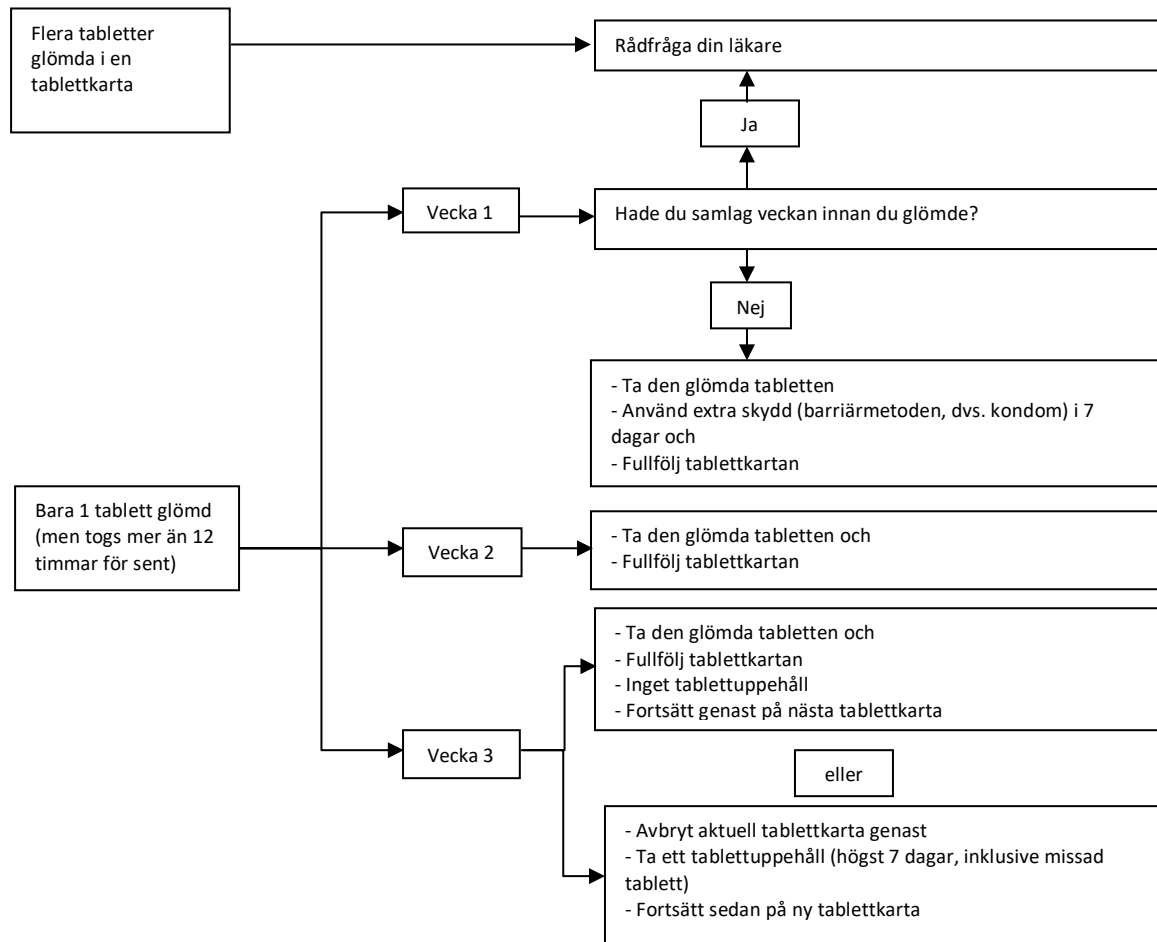 Flera tabletter
glömda i en
tablettkarta
Rådfråga din läkare
Ja
Vecka 1
Hade du samlag veckan innan du glömde?
Nej
- Ta den glömda tabletten
- Använd extra skydd (barriärmetoden, dvs. kondom) i 7
dagar och
- Fullfölj tablettkartan
Bara 1 tablett glömd
(men togs mer än 12
timmar för sent)
Vecka 2
- Ta den glömda tabletten och
- Fullfölj tablettkartan
- Ta den glömda tabletten och
- Fullfölj tablettkartan
- Inget tablettuppehåll
- Fortsätt genast på nästa tablettkarta
Vecka 3
eller
- Avbryt aktuell tablettkarta genast
- Ta ett tablettuppehåll (högst 7 dagar, inklusive missad
tablett)
- Fortsätt sedan på ny tablettkarta